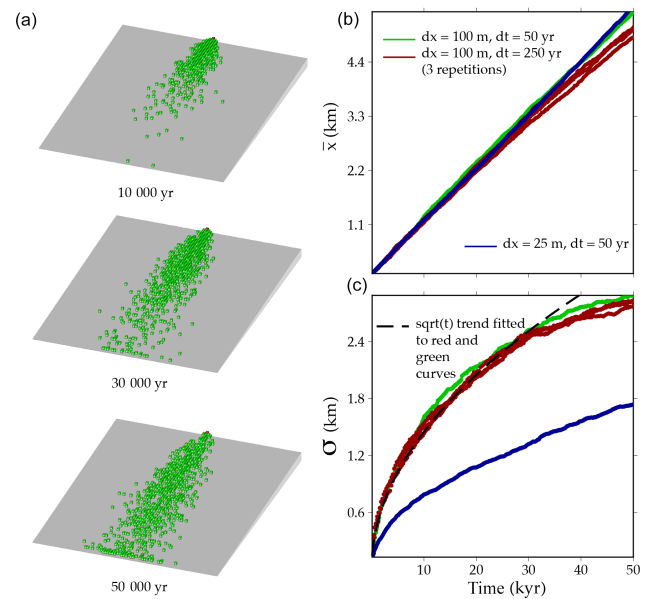 (a)
10 000 yr
30 000 yr
50 000 yr
(b)
dx = 100 m, dt = 50 yr
dx = 100 m, dt = 250 yr
(3 repetitions)
4.4
3.3
2.2
1.1
x̄ (km)
dx = 25 m, dt = 50 yr
(c)
sqrt(t) trend fitted
to red and
green
curves
2.4
1.8
1.2
0.6
σ (km)
10 20 30 40 50
Time (kyr)